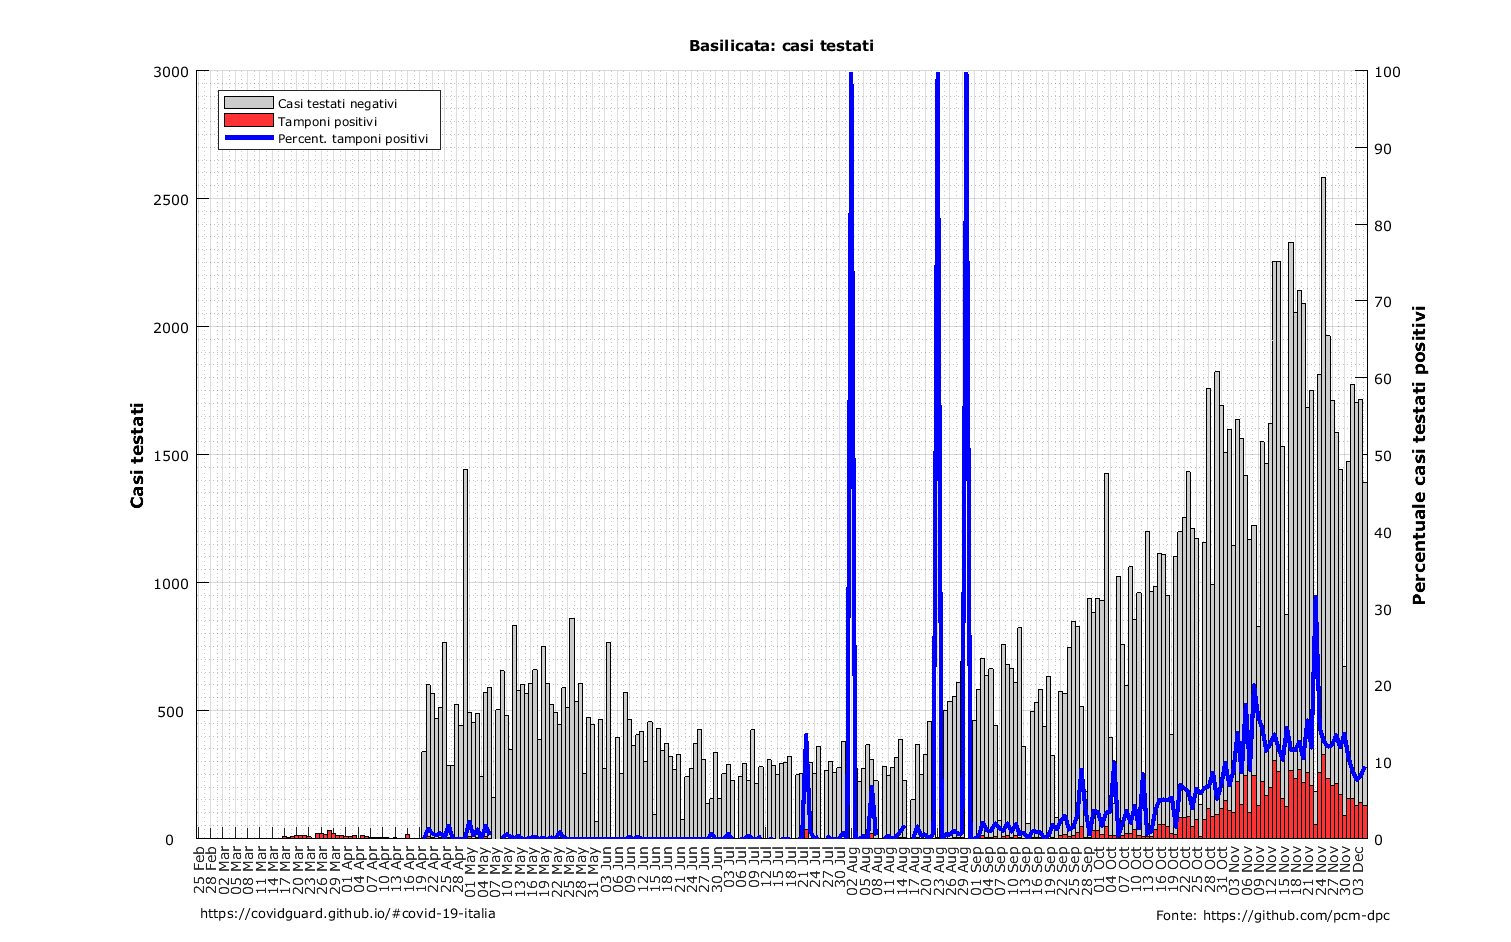 Basilicata: casi testati
Casi testati negativi
Tamponi positivi
Percent. tamponi positivi
Casi testati
3000
2500
2000
1500
1000
500
0
100
90
80
70
60
50
40
30
20
10
0
Percentuale casi testati positivi
25 Feb
28 Feb
02 Mar
05 Mar
08 Mar
11 Mar
14 Mar
17 Mar
20 Mar
23 Mar
26 Mar
29 Mar
01 Apr
04 Apr
07 Apr
10 Apr
13 Apr
16 Apr
19 Apr
22 Apr
25 Apr
28 Apr
01 May
04 May
07 May
10 May
13 May
16 May
19 May
22 May
25 May
28 May
31 May
03 Jun
06 Jun
09 Jun
12 Jun
15 Jun
18 Jun
21 Jun
24 Jun
27 Jun
30 Jun
03 Jul
06 Jul
09 Jul
12 Jul
15 Jul
18 Jul
21 Jul
24 Jul
27 Jul
30 Jul
02 Aug
05 Aug
08 Aug
11 Aug
14 Aug
17 Aug
20 Aug
23 Aug
26 Aug
29 Aug
01 Sep
04 Sep
07 Sep
10 Sep
13 Sep
16 Sep
19 Sep
22 Sep
25 Sep
28 Sep
01 Oct
04 Oct
07 Oct
10 Oct
13 Oct
16 Oct
19 Oct
22 Oct
25 Oct
28 Oct
31 Oct
03 Nov
06 Nov
09 Nov
12 Nov
15 Nov
18 Nov
21 Nov
24 Nov
27 Nov
30 Nov
03 Dec
https://covidguard.github.io/#covid-19-italia
Fonte: https://github.com/pcm-dpc